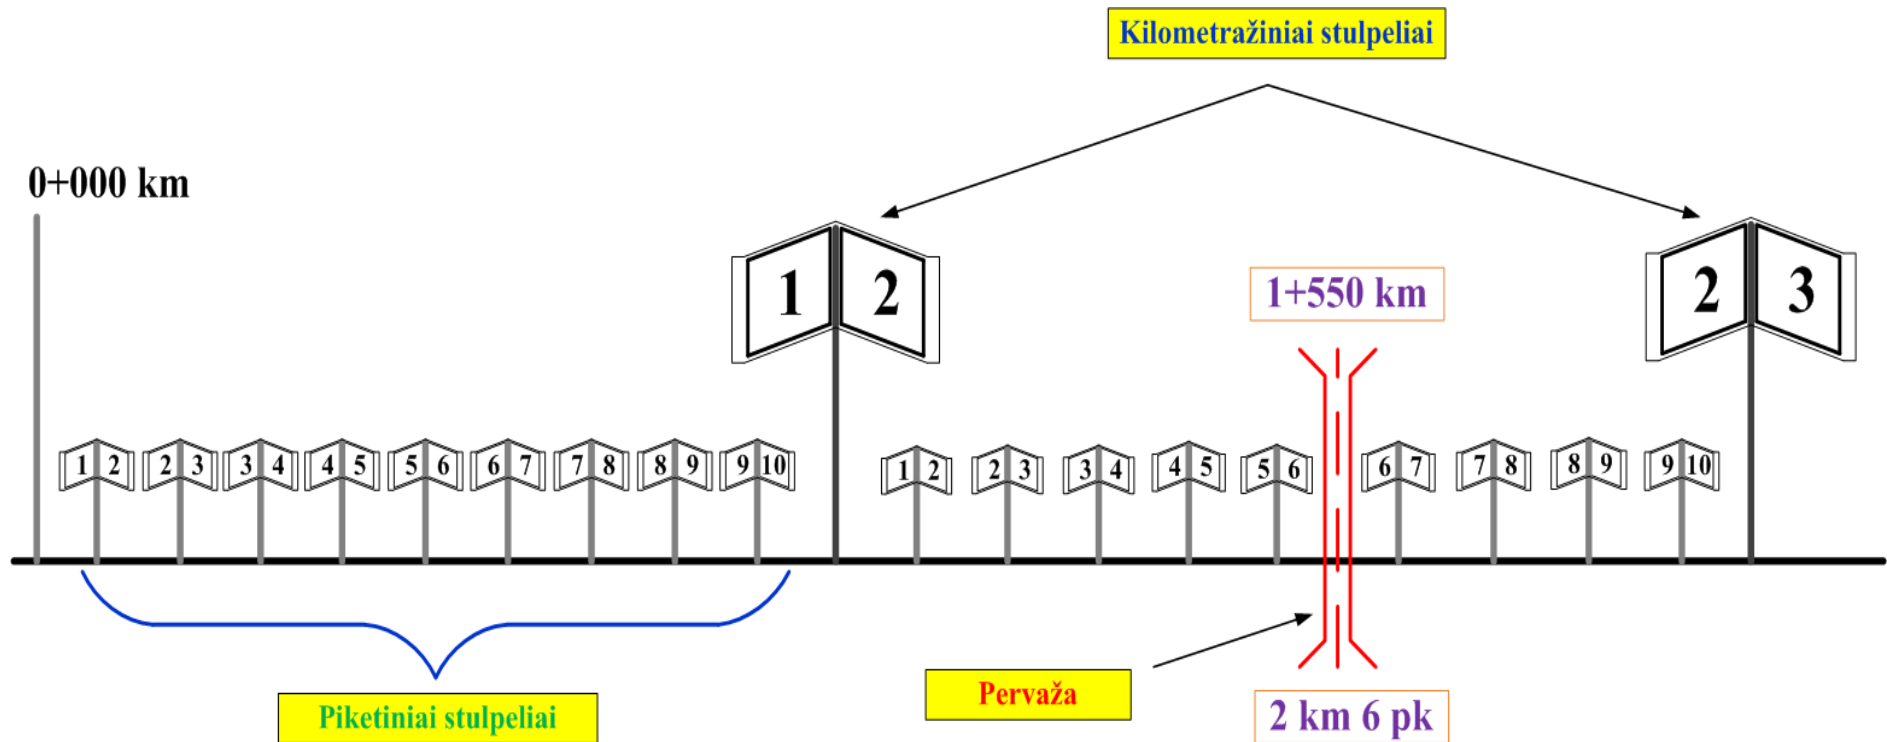 Kilometražiniai stulpeliai
0+000 km
1 2
1+550 km
2 3
1 2 2 3 3 4 4 5 5 6 6 7 7 8 8 9 9 10
1 2 2 3 3 4 4 5 5 6 6 7 7 8 8 9 9 10
Pervaža
Piketiniai stulpeliai
2 km 6 pk